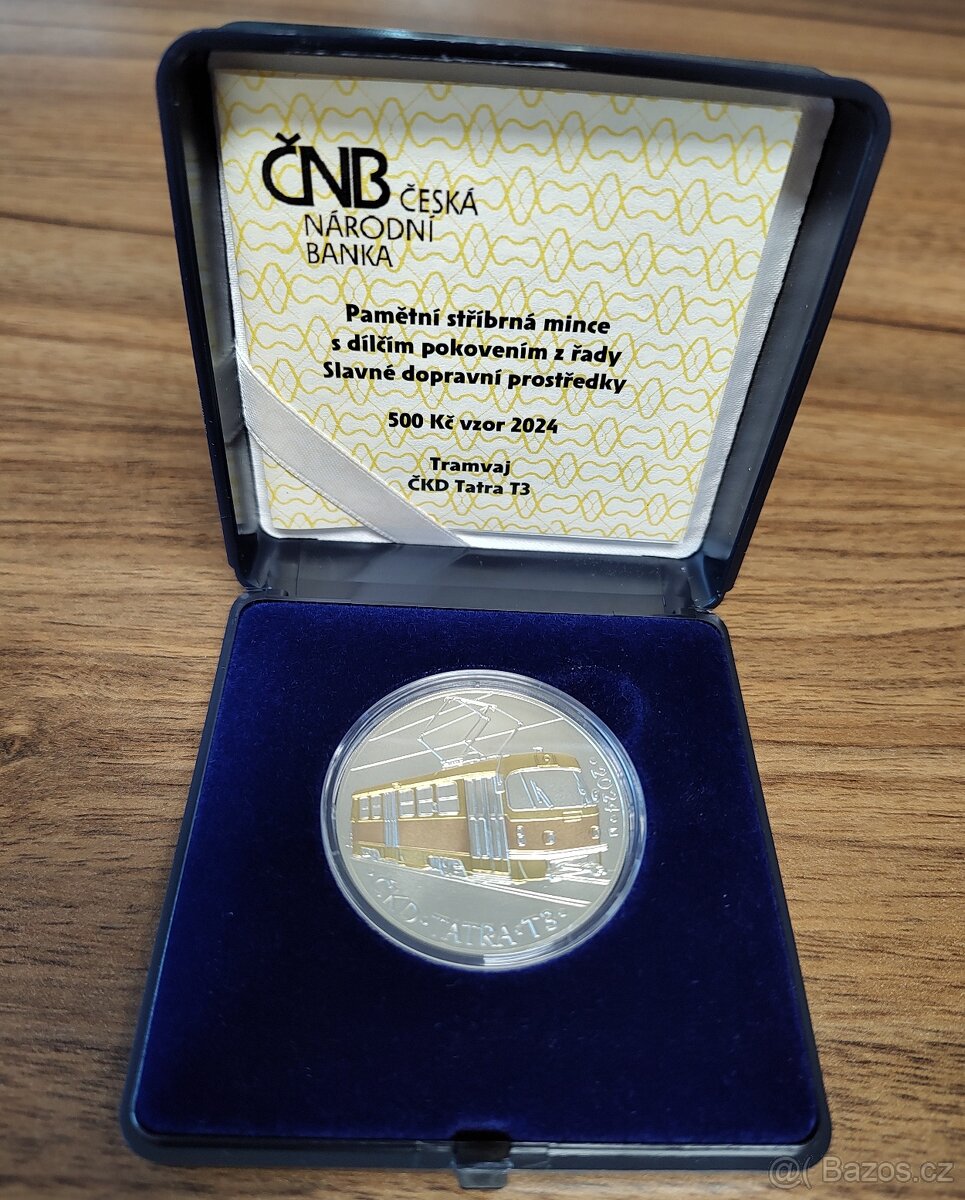 ČNB ČESKÁ
NÁRODNÍ
BANKA
Pamětní stříbrná mince
s dílčím pokovením z řady
Slavné dopravní prostředky
500 Kč vzor 2024
Tramvaj
ČKD Tatra T3
2024
ČKD·TATRA·T3
@( Bazos.cz